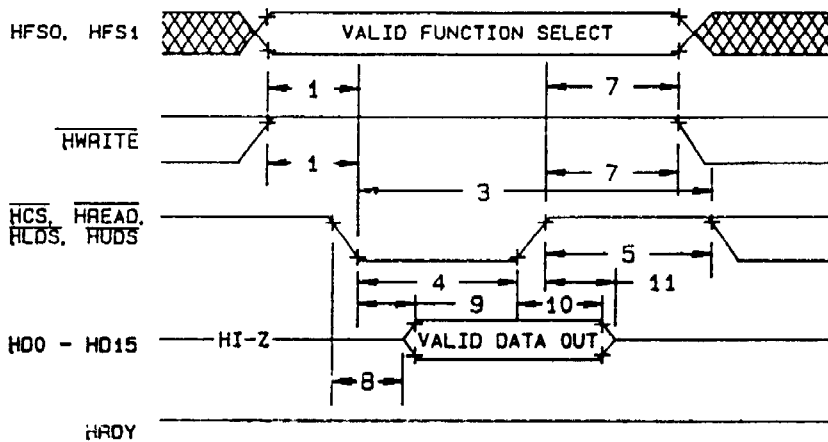 HFS0, HFS1
VALID FUNCTION SELECT
1
7
HWRITE
1
7
3
HCS, HREAD,
HLDS, HUDS
5
4
11
9
10
HD0 - HD15
HI-Z
VALID DATA OUT
8
HRDY